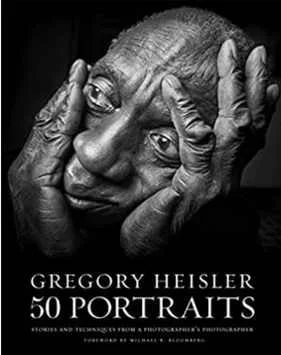 GREGORY HEISLER
50 PORTRAITS
STORIES AND TECHNIQUES FROM A PHOTOGRAPHER'S PHOTOGRAPHER
FOREWORD BY MICHAEL R. BLOOMBERG